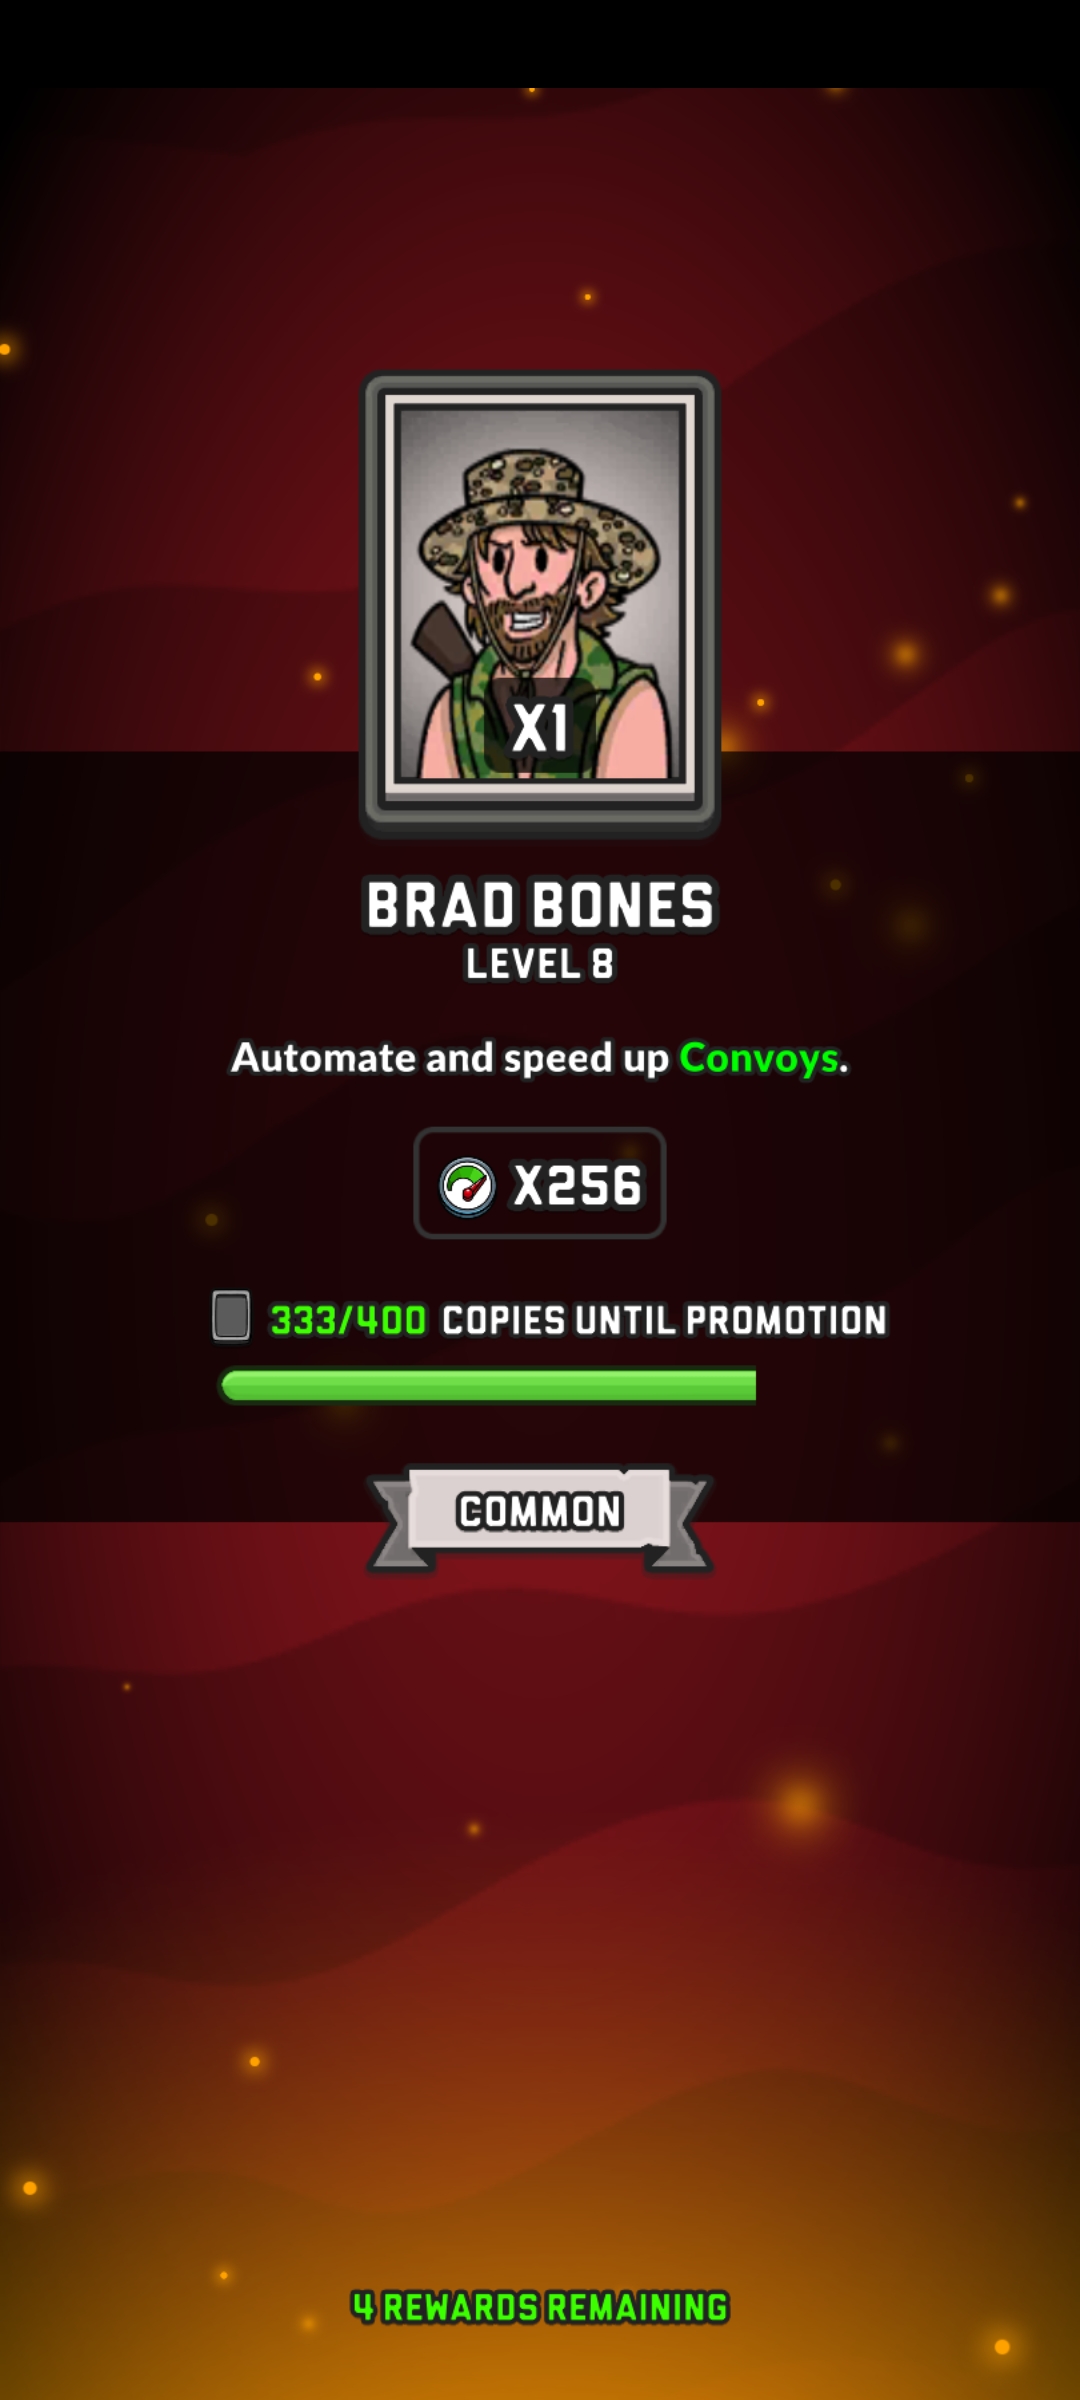 X1
BRAD BONES
LEVEL 8
Automate and speed up Convoys.
X256
333/400 COPIES UNTIL PROMOTION
COMMON
4 REWARDS REMAINING